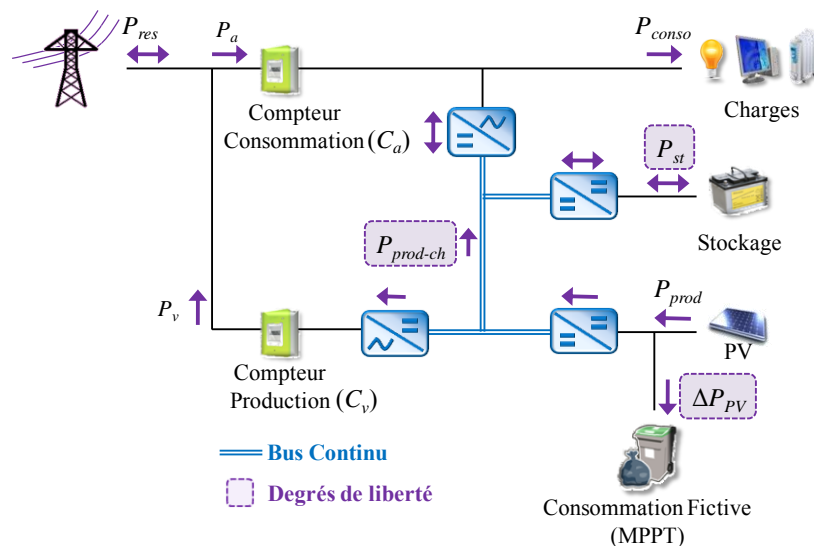 P_res
P_a
P_conso
Compteur
Consommation (C_a)
Charges
P_st
Stockage
P_prod-ch
P_prod
P_v
PV
Compteur
Production (C_v)
ΔP_PV
Bus Continu
Degrés de liberté
Consommation Fictive
(MPPT)